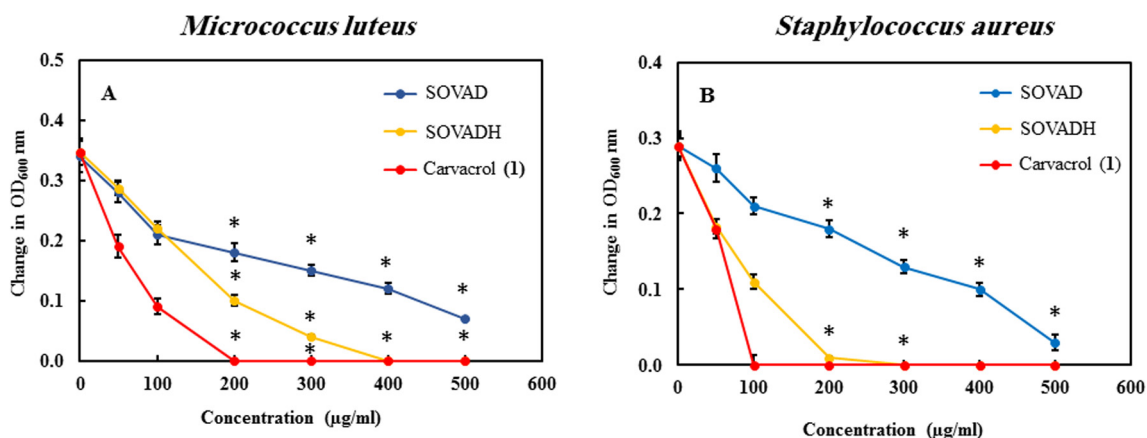 Micrococcus luteus
A
SOVAD
SOVADH
Carvacrol (1)
Change in OD600 nm
0.5
0.4
0.3
0.2
0.1
0.0
0 100 200 300 400 500 600
Concentration (µg/ml)
* * * *
* * * *
* *
Staphylococcus aureus
B
SOVAD
SOVADH
Carvacrol (1)
Change in OD600 nm
0.4
0.3
0.2
0.1
0.0
0 100 200 300 400 500 600
Concentration (µg/ml)
* * * *
* *